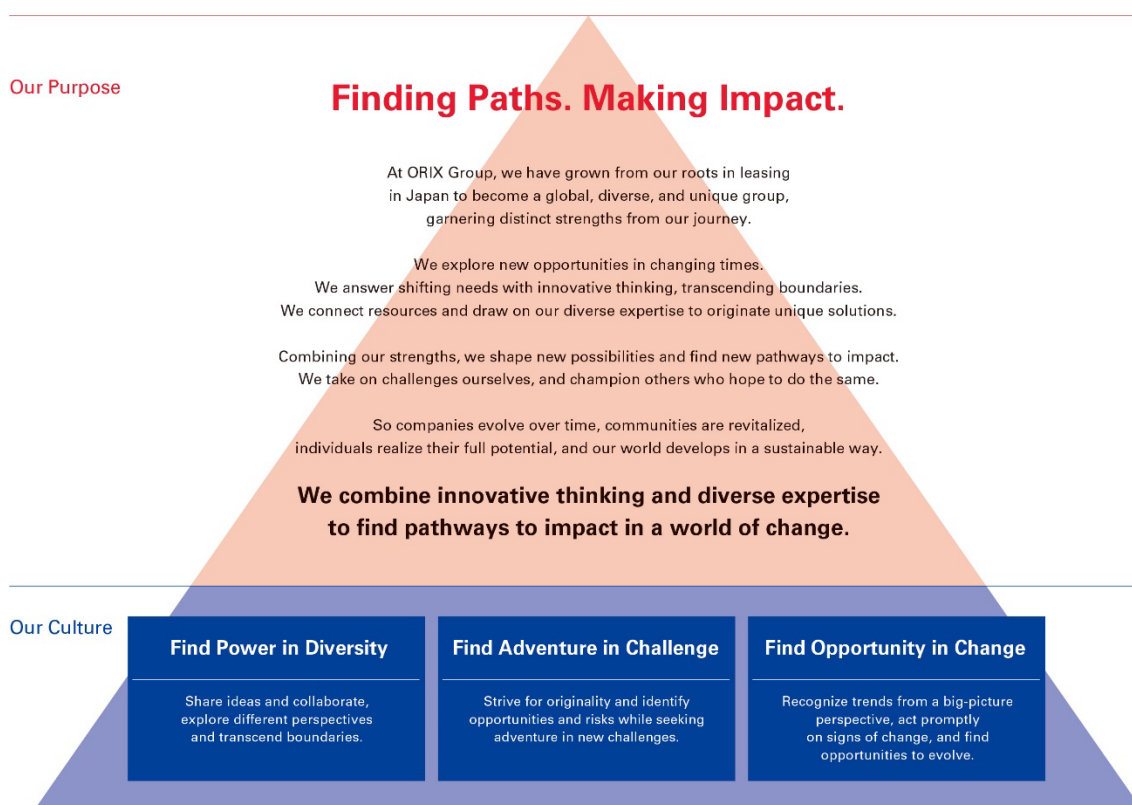 Our Purpose
Finding Paths. Making Impact.
At ORIX Group, we have grown from our roots in leasing
in Japan to become a global, diverse, and unique group,
garnering distinct strengths from our journey.
We explore new opportunities in changing times.
We answer shifting needs with innovative thinking, transcending boundaries.
We connect resources and draw on our diverse expertise to originate unique solutions.
Combining our strengths, we shape new possibilities and find new pathways to impact.
We take on challenges ourselves, and champion others who hope to do the same.
So companies evolve over time, communities are revitalized,
individuals realize their full potential, and our world develops in a sustainable way.
We combine innovative thinking and diverse expertise
to find pathways to impact in a world of change.
Our Culture
Find Power in Diversity
Share ideas and collaborate,
explore different perspectives
and transcend boundaries.
Find Adventure in Challenge
Strive for originality and identify
opportunities and risks while seeking
adventure in new challenges.
Find Opportunity in Change
Recognize trends from a big-picture
perspective, act promptly
on signs of change, and find
opportunities to evolve.